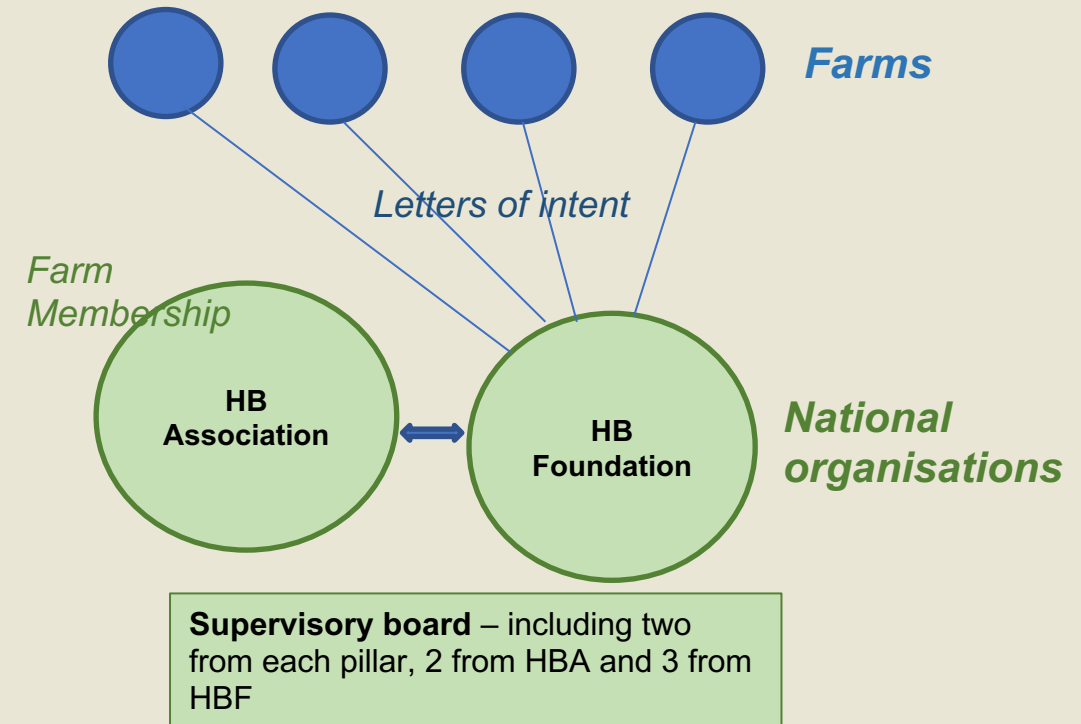 Farms
Letters of intent
Farm
Membership
HB
Association
HB
Foundation
National
organisations
Supervisory board – including two
from each pillar, 2 from HBA and 3 from
HBF